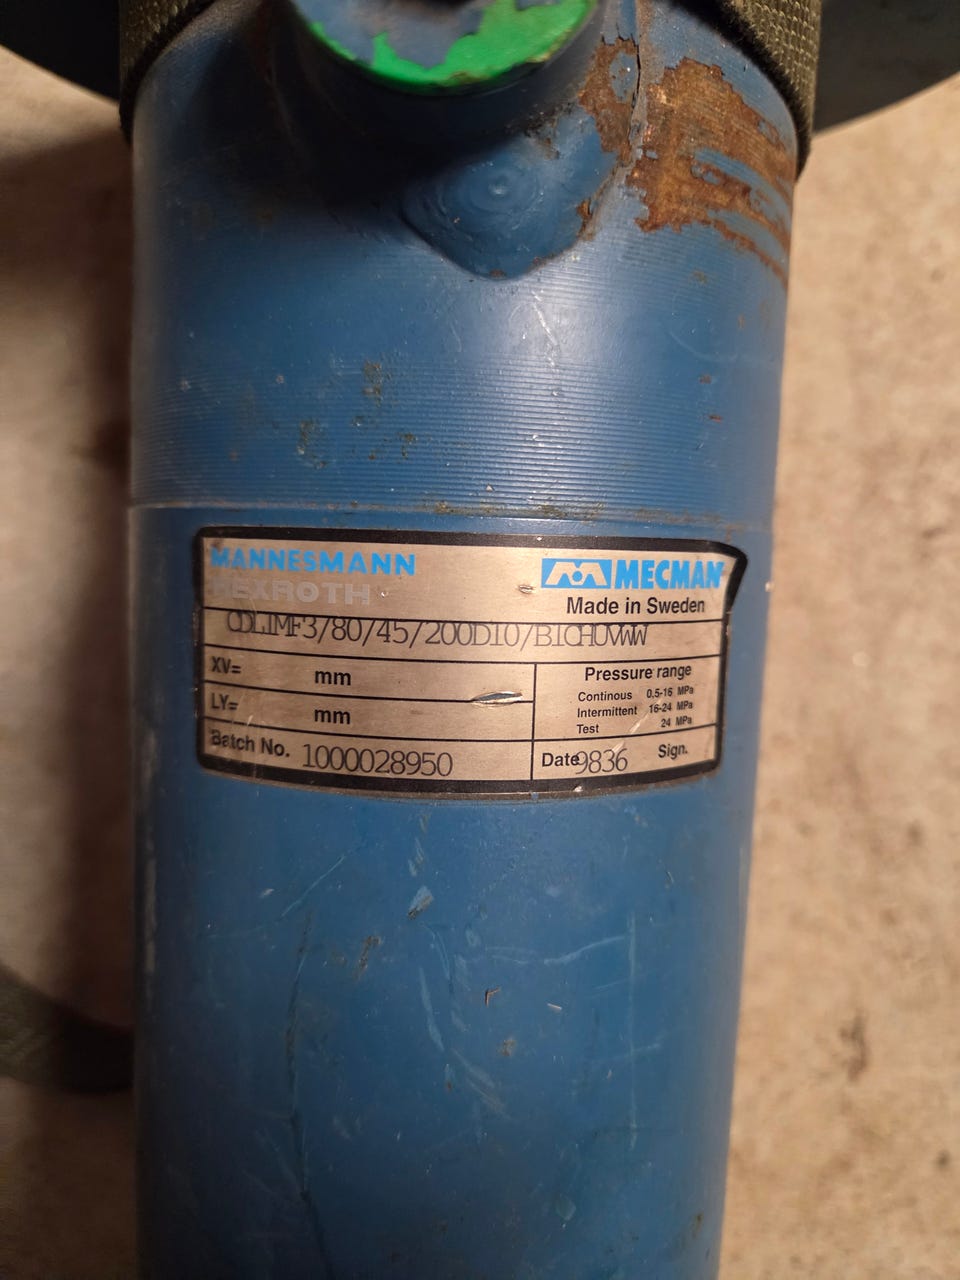 MANNESMANN
REXROTH
MECMAN
Made in Sweden
CDL1MF3/80/45/200D10/B1CHUVWW
XV= mm
LY= mm
Pressure range
Continous 0,5-16 MPa
Intermittent 16-24 MPa
Test 24 MPa
Batch No. 1000028950
Date 9836 Sign.